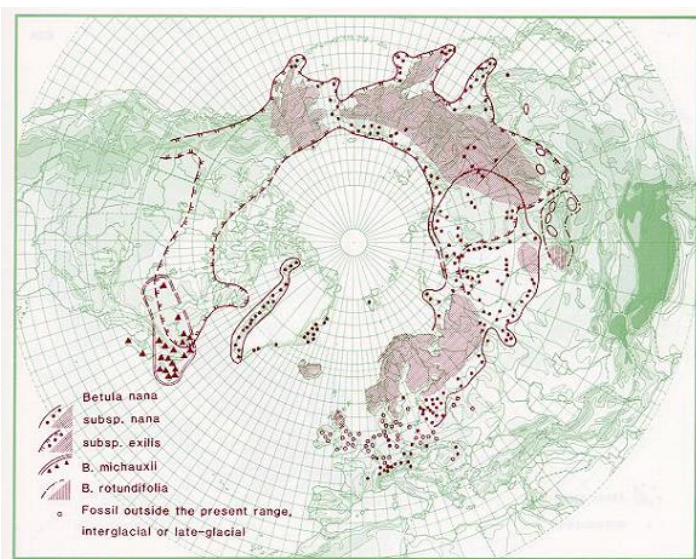 Betula nana
subsp. nana
subsp. exilis
B. michauxii
B. rotundifolia
Fossil outside the present range,
interglacial or late-glacial